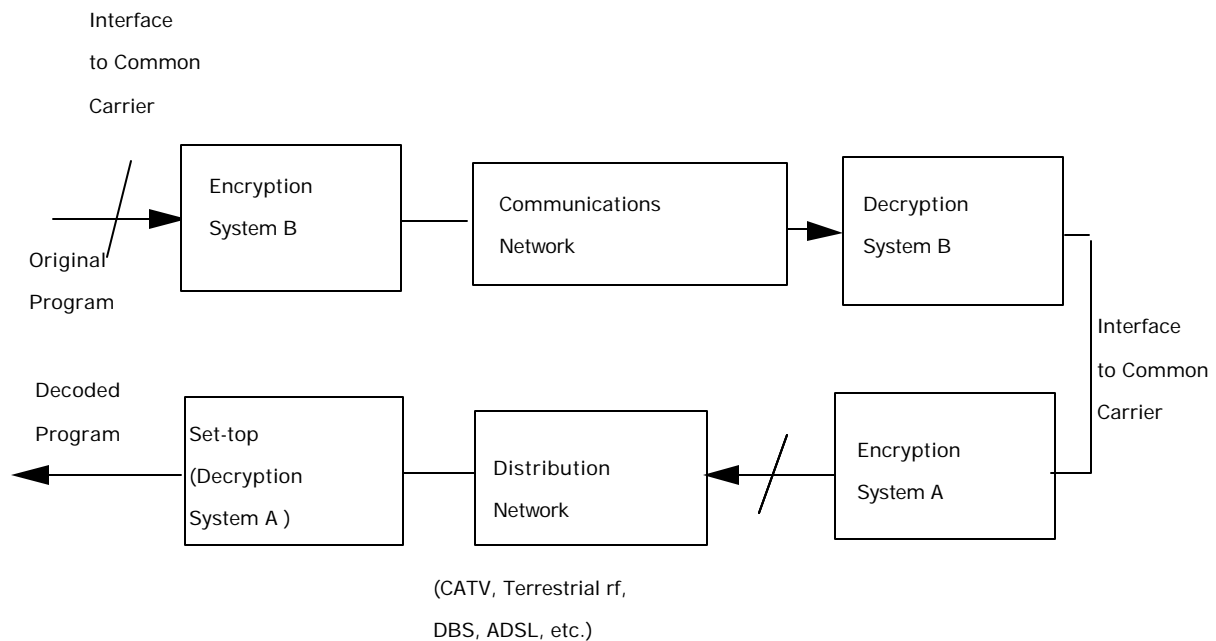 Interface
to Common
Carrier
Encryption
System B
Communications
Network
Decryption
System B
Original
Program
Interface
to Common
Carrier
Decoded
Program
Set-top
(Decryption
System A )
Distribution
Network
Encryption
System A
(CATV, Terrestrial rf,
DBS, ADSL, etc.)